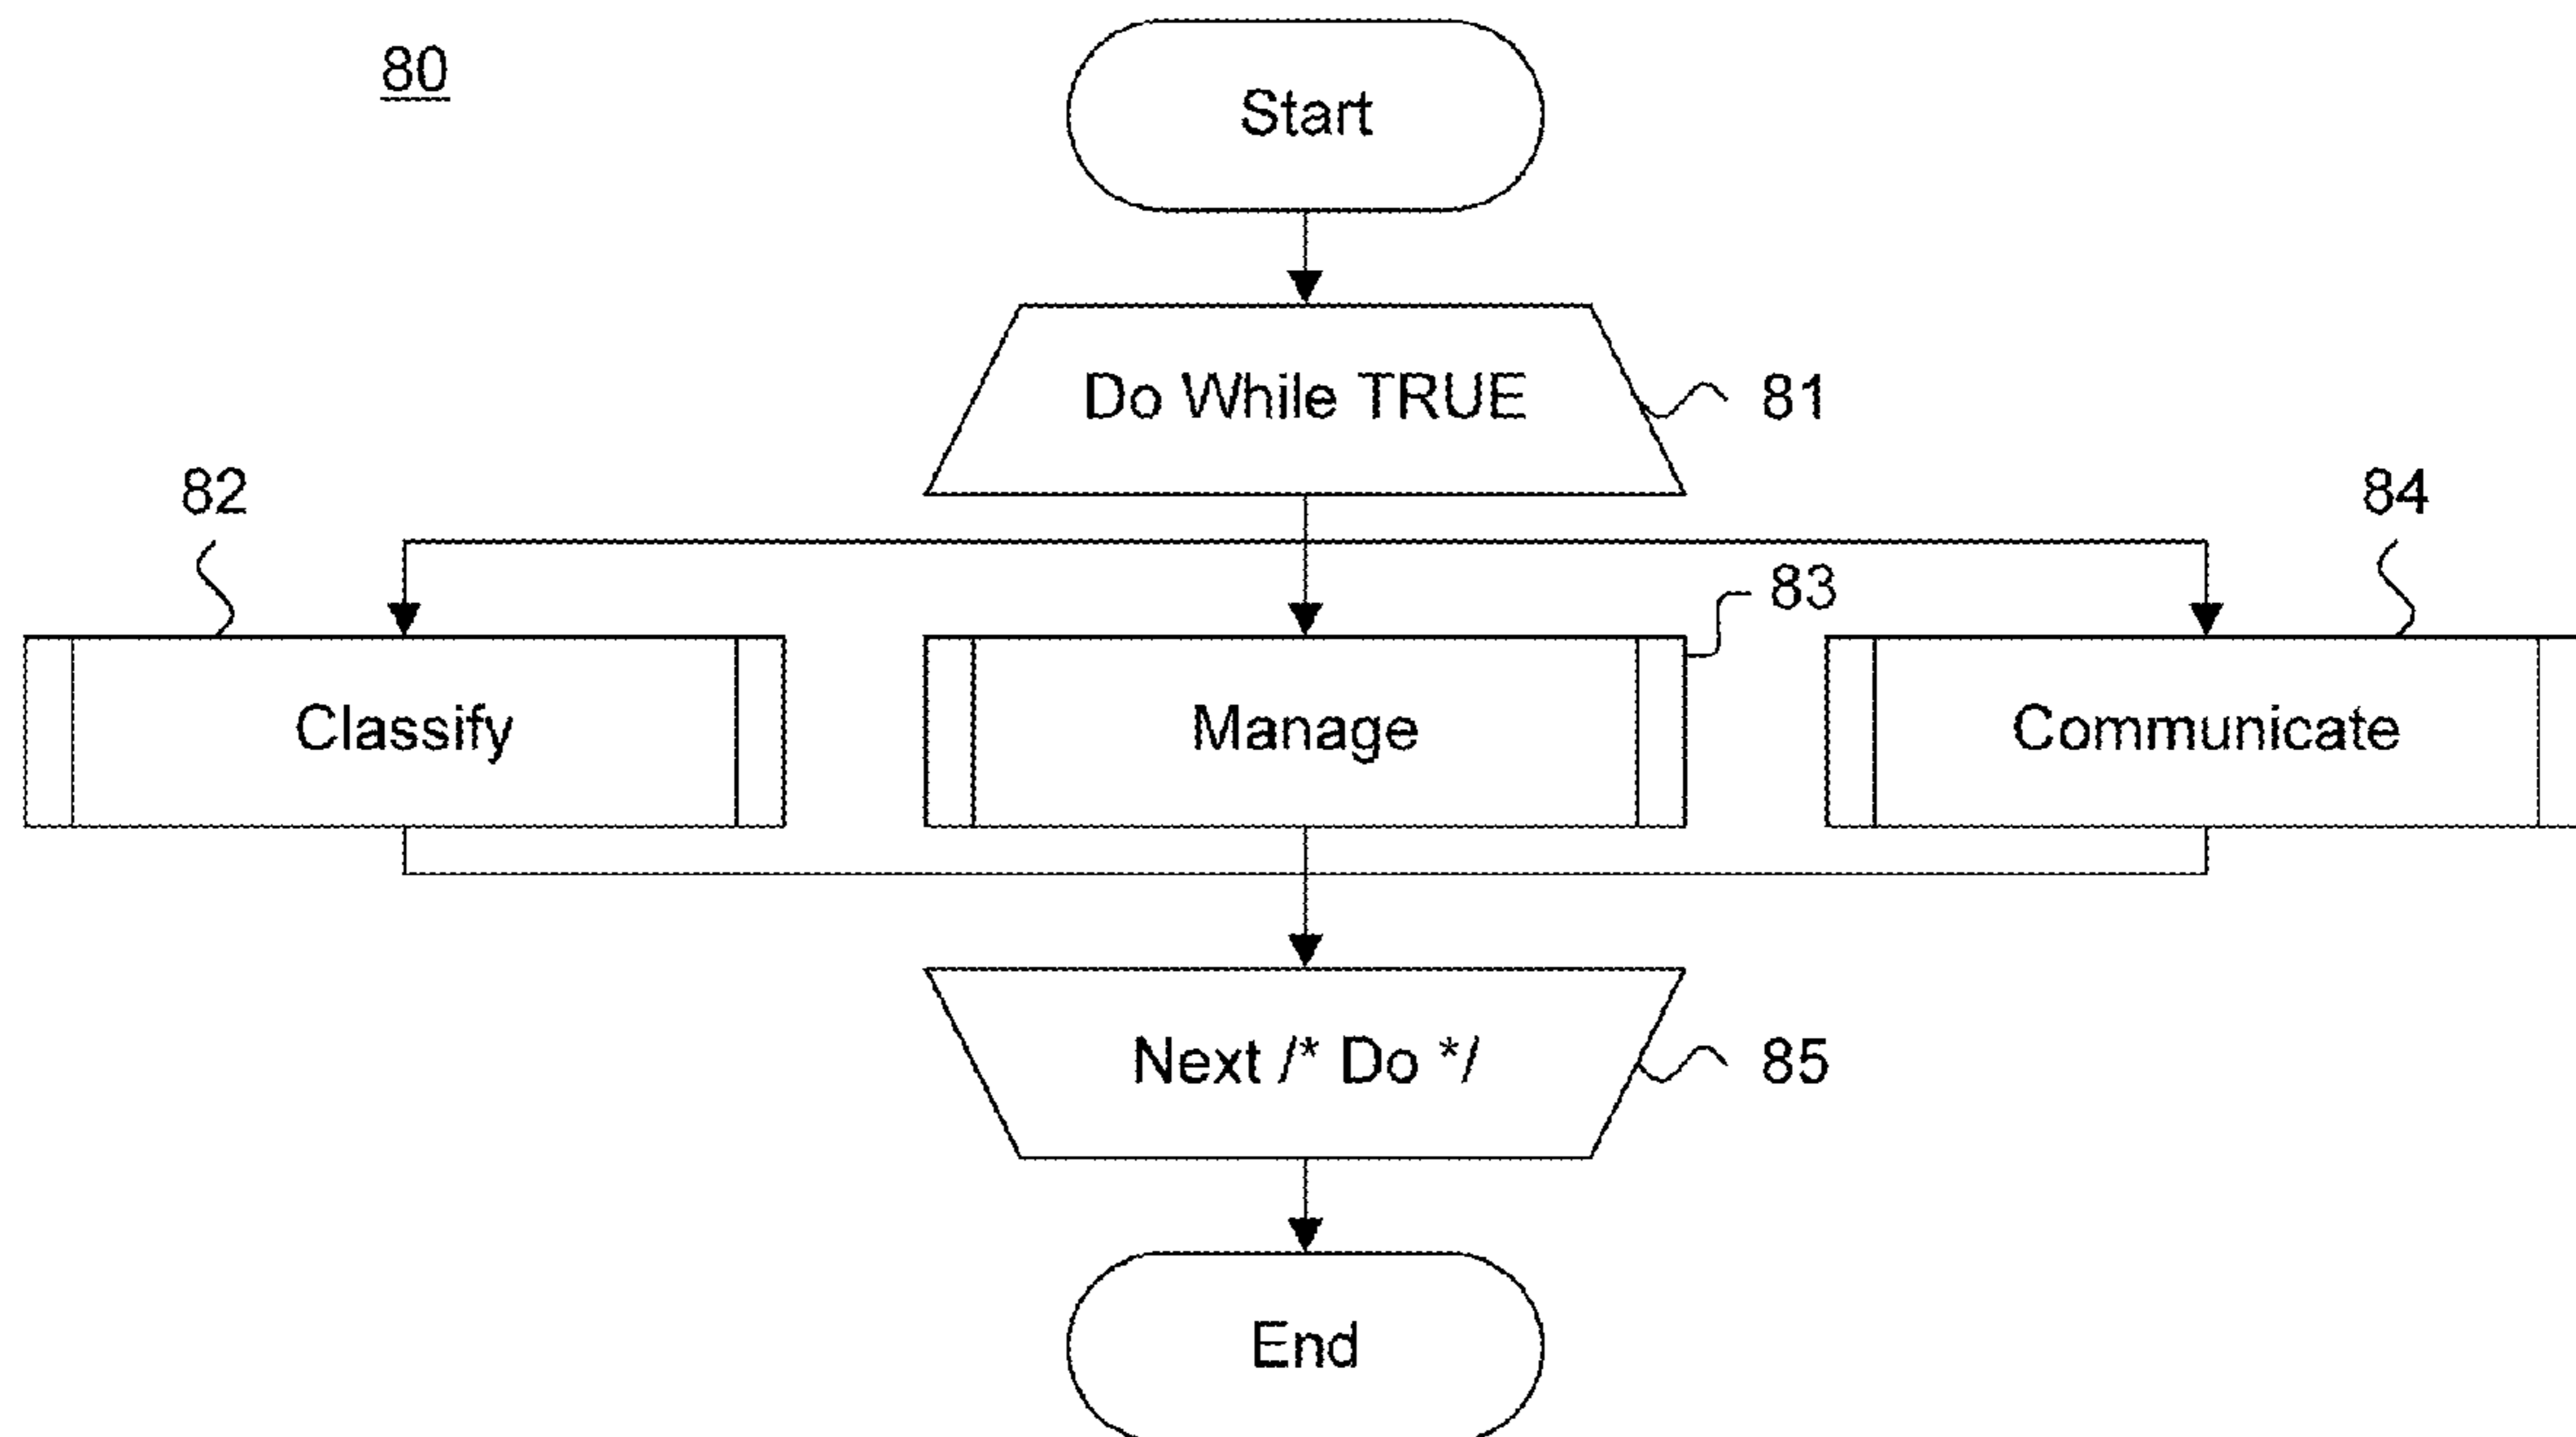 80
Start
Do While TRUE
81
82
84
83
Classify
Manage
Communicate
Next /* Do */
85
End